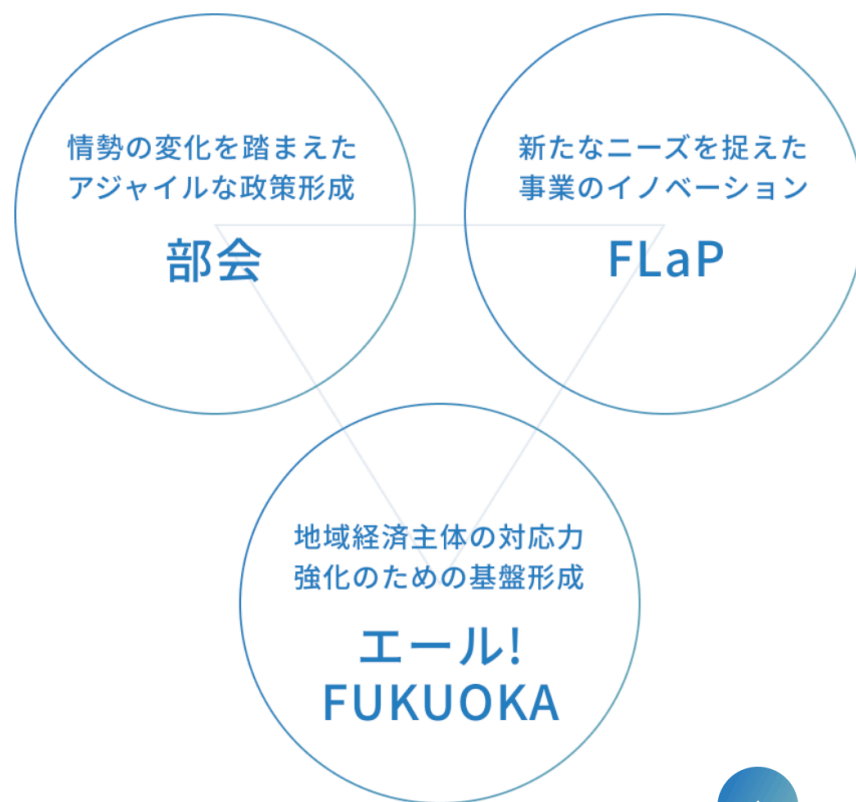 情勢の変化を踏まえた
アジャイルな政策形成
部会
新たなニーズを捉えた
事業のイノベーション
FLaP
地域経済主体の対応力
強化のための基盤形成
エール!
FUKUOKA